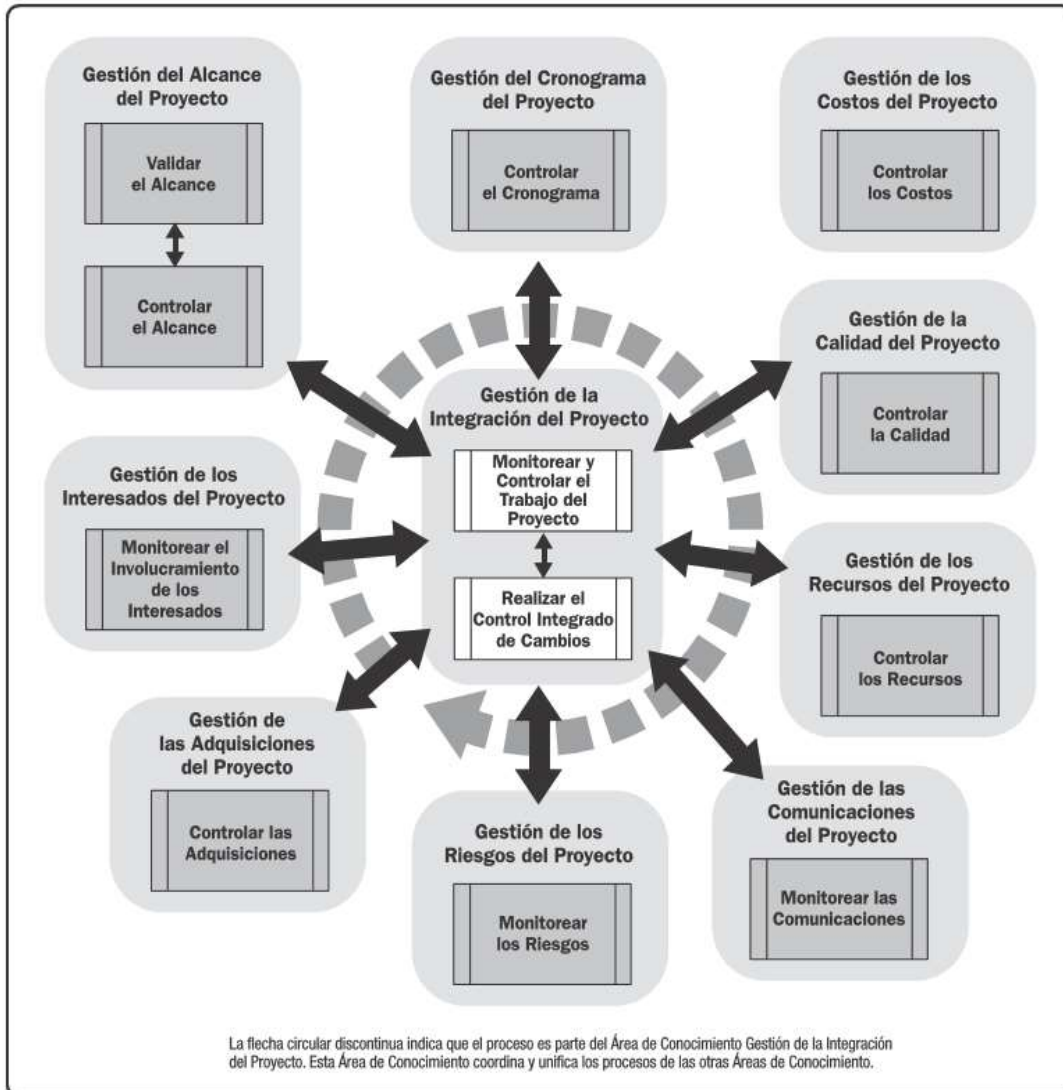 Gestión del Alcance
del Proyecto
Validar
el Alcance
Controlar
el Alcance
Gestión del Cronograma
del Proyecto
Controlar
el Cronograma
Gestión de los
Costos del Proyecto
Controlar
los Costos
Gestión de la
Calidad del Proyecto
Controlar
la Calidad
Gestión de la
Integración del Proyecto
Monitorear y
Controlar el
Trabajo del
Proyecto
Realizar el
Control Integrado
de Cambios
Gestión de los
Interesados del Proyecto
Monitorear el
Involucramiento
de los
Interesados
Gestión de los
Recursos del Proyecto
Controlar
los Recursos
Gestión de
las Adquisiciones
del Proyecto
Controlar las
Adquisiciones
Gestión de los
Riesgos del Proyecto
Monitorear
los Riesgos
Gestión de las
Comunicaciones
del Proyecto
Monitorear las
Comunicaciones
La flecha circular discontinua indica que el proceso es parte del Área de Conocimiento Gestión de la Integración
del Proyecto. Esta Área de Conocimiento coordina y unifica los procesos de las otras Áreas de Conocimiento.